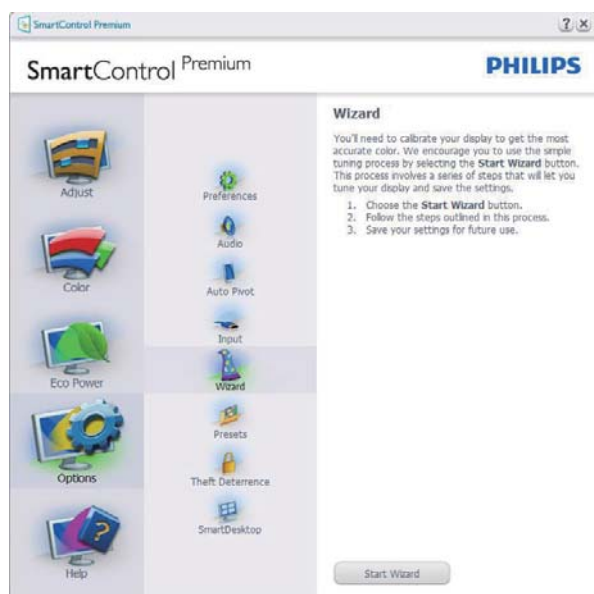 SmartControl Premium
SmartControl Premium
PHILIPS
Adjust
Color
Eco Power
Options
Help
Preferences
Audio
Auto Pivot
Input
Wizard
Presets
Theft Deterrence
SmartDesktop
Wizard
You'll need to calibrate your display to get the most
accurate color. We encourage you to use the simple
tuning process by selecting the Start Wizard button.
This process involves a series of steps that will let you
tune your display and save the settings.
1. Choose the Start Wizard button.
2. Follow the steps outlined in this process.
3. Save your settings for future use.
Start Wizard